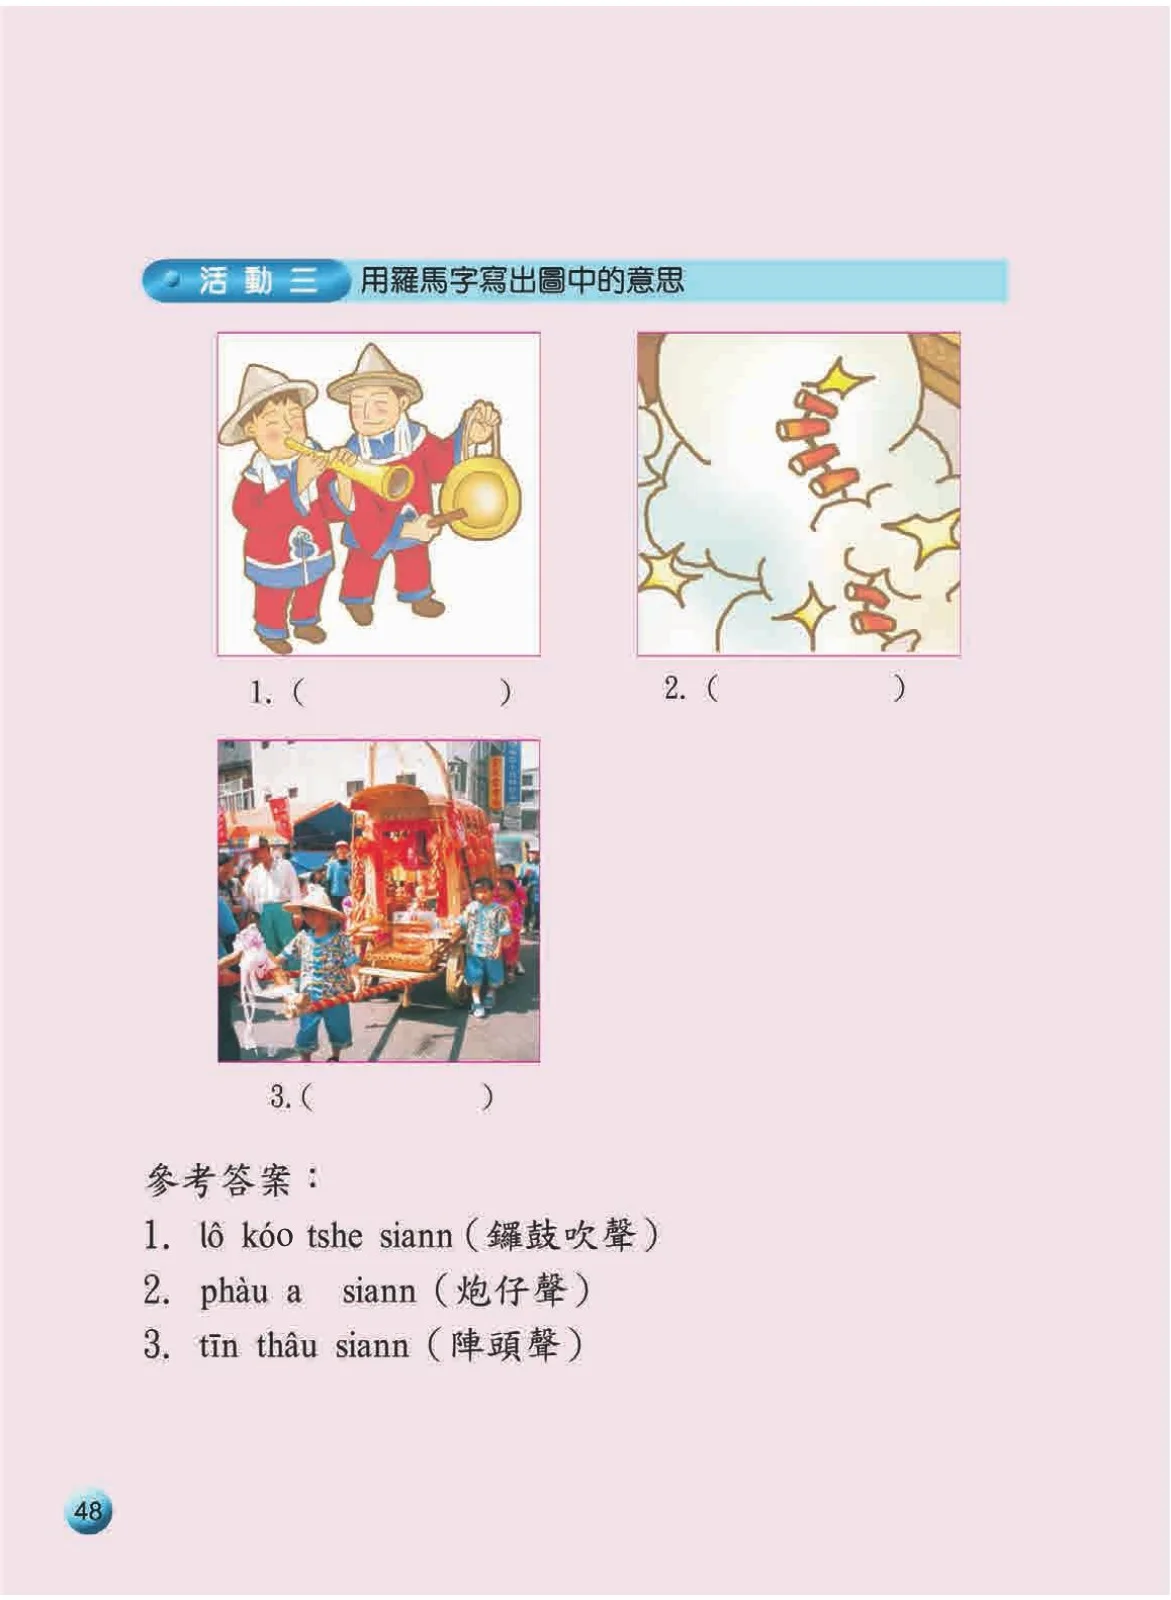 活動三 用羅馬字寫出圖中的意思
1. (　　　　　) 2. (　　　　　)
3. (　　　　　)
參考答案：
1. lô kóo tshe siann（鑼鼓吹聲）
2. phàu a siann（炮仔聲）
3. tīn thâu siann（陣頭聲）
48